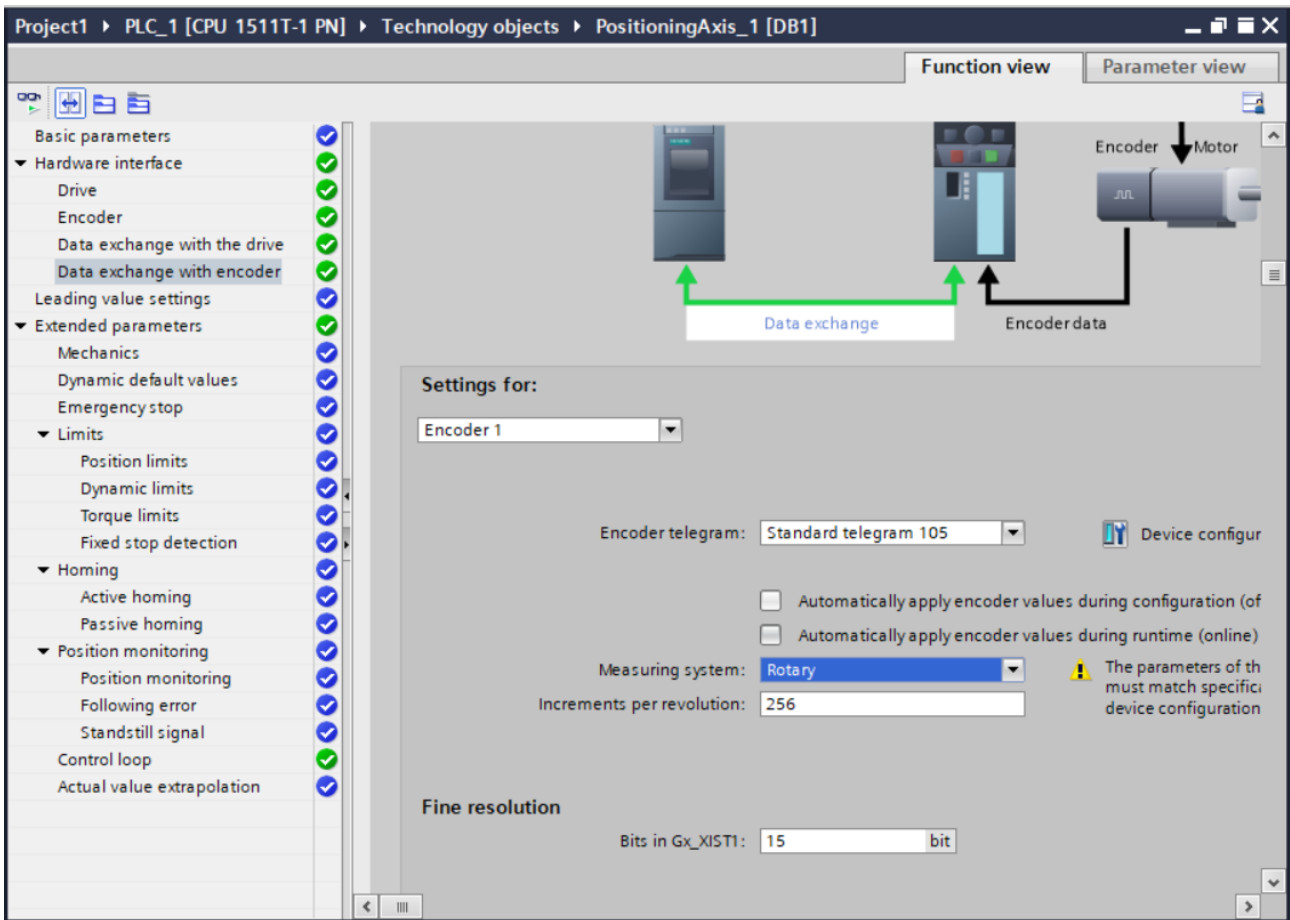 Project1 ▸ PLC_1 [CPU 1511T-1 PN] ▸ Technology objects ▸ PositioningAxis_1 [DB1]
Function view
Parameter view
Basic parameters
Hardware interface
Drive
Encoder
Data exchange with the drive
Data exchange with encoder
Leading value settings
Extended parameters
Mechanics
Dynamic default values
Emergency stop
Limits
Position limits
Dynamic limits
Torque limits
Fixed stop detection
Homing
Active homing
Passive homing
Position monitoring
Position monitoring
Following error
Standstill signal
Control loop
Actual value extrapolation
SIEMENS
Encoder
Motor
Data exchange
Encoder data
Settings for:
Encoder 1
Encoder telegram: Standard telegram 105
Device configur
Automatically apply encoder values during configuration (of
Automatically apply encoder values during runtime (online)
Measuring system: Rotary
The parameters of th
must match specifica
device configuration
Increments per revolution: 256
Fine resolution
Bits in Gx_XIST1: 15 bit